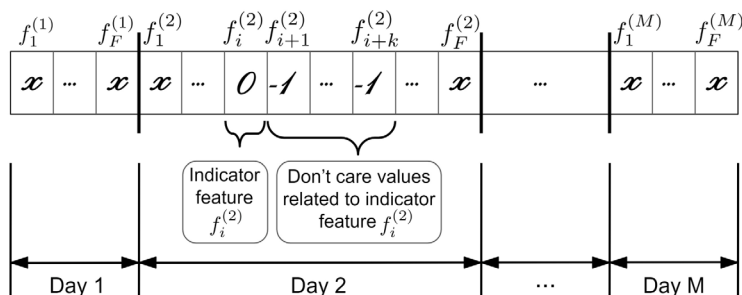 f_1^{(1)} f_F^{(1)} f_1^{(2)} f_i^{(2)} f_{i+1}^{(2)} f_{i+k}^{(2)} f_F^{(2)} f_1^{(M)} f_F^{(M)}
x ... x x ... 0 -1 ... -1 ... x ... x ... x
Indicator
feature
f_i^{(2)}
Don't care values
related to indicator
feature f_i^{(2)}
Day 1 Day 2 ... Day M